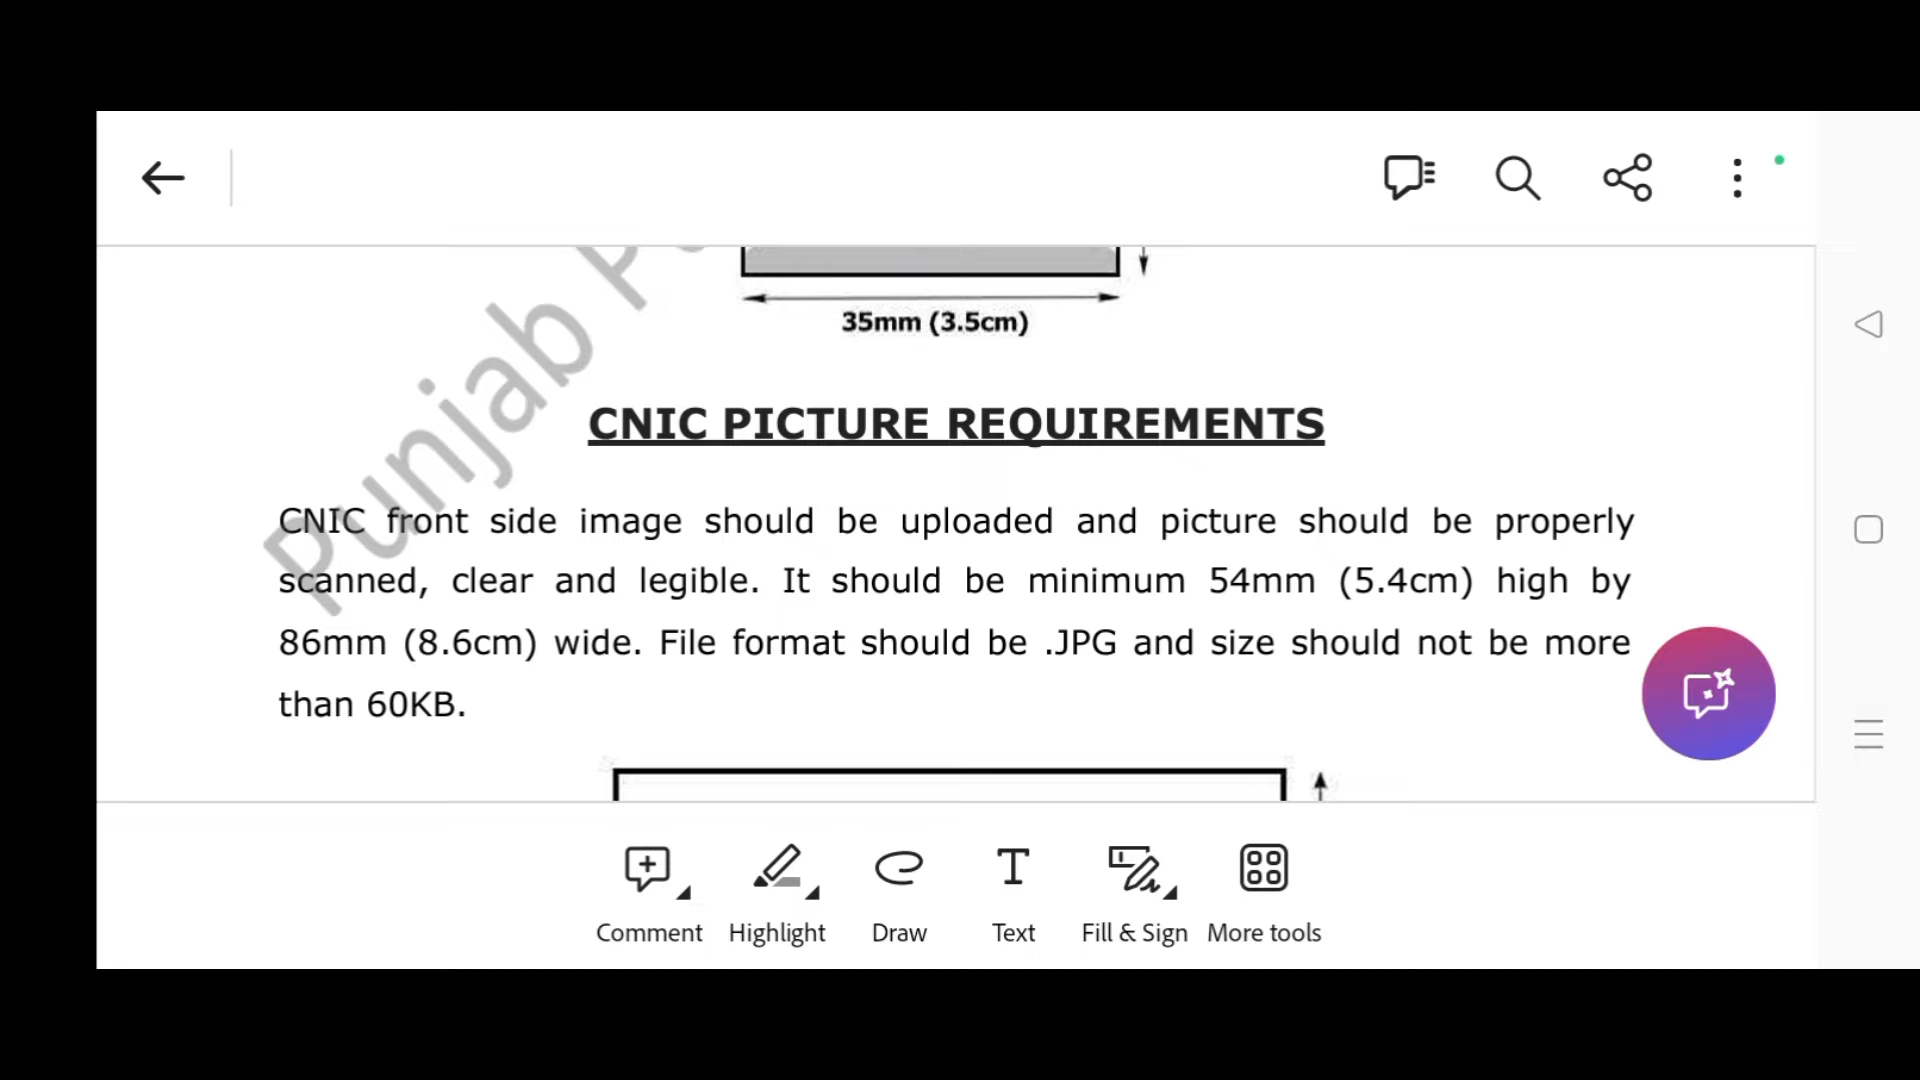 35mm (3.5cm)
CNIC PICTURE REQUIREMENTS
Punjab
CNIC front side image should be uploaded and picture should be properly
scanned, clear and legible. It should be minimum 54mm (5.4cm) high by
86mm (8.6cm) wide. File format should be .JPG and size should not be more
than 60KB.
Comment Highlight Draw Text Fill & Sign More tools